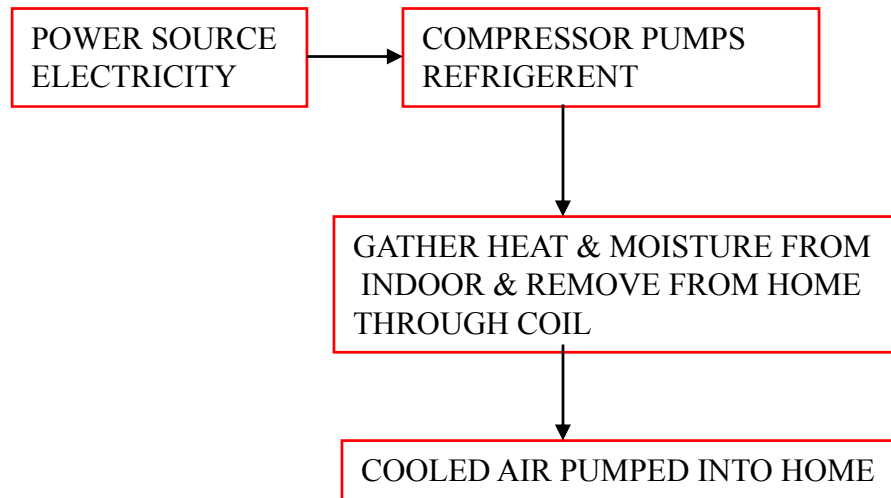 POWER SOURCE
ELECTRICITY
COMPRESSOR PUMPS
REFRIGERENT
GATHER HEAT & MOISTURE FROM
INDOOR & REMOVE FROM HOME
THROUGH COIL
COOLED AIR PUMPED INTO HOME